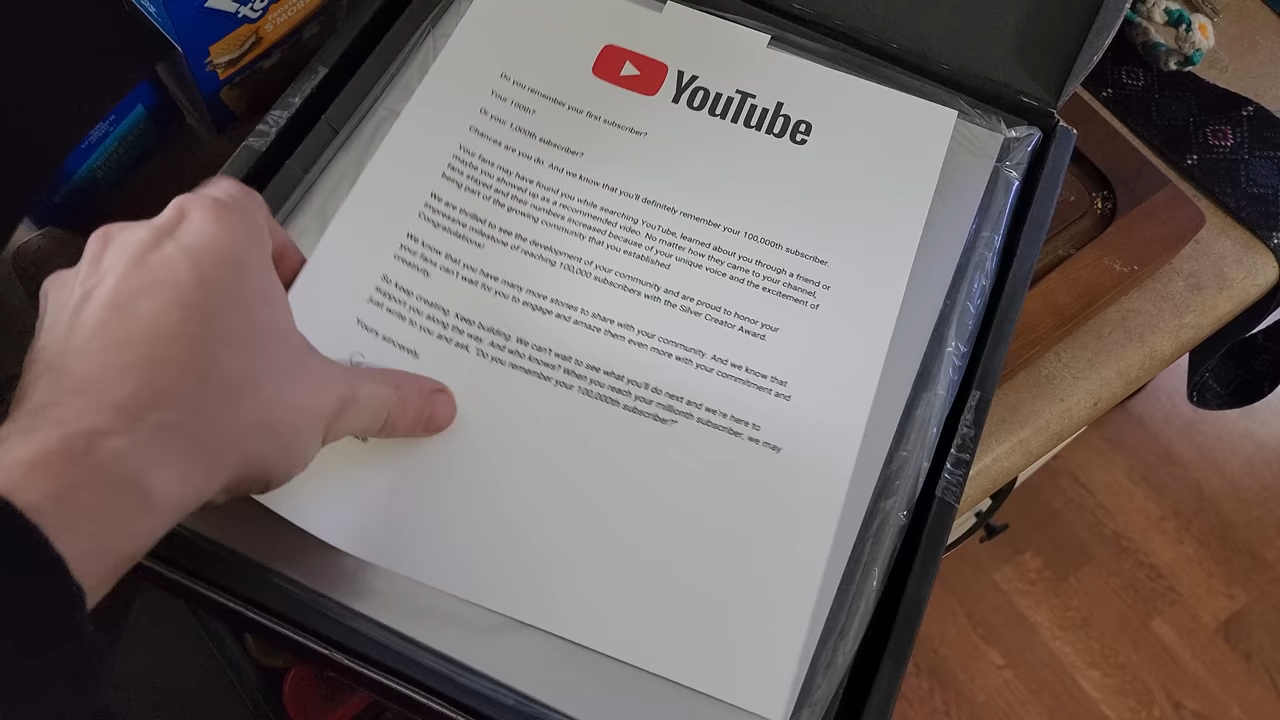 FROSTED
S'MORES
YouTube
Do you remember your first subscriber?
Your 100th?
Or your 1,000th subscriber?
Chances are you do. And we know that you'll definitely remember your 100,000th subscriber.
Your fans may have found you while searching YouTube, learned about you through a friend or
maybe you showed up as a recommended video. No matter how they came to your channel,
fans stayed and their numbers increased because of your unique voice and the excitement of
being part of the growing community that you established.
We are thrilled to see the development of your community and are proud to honor your
impressive milestone of reaching 100,000 subscribers with the Silver Creator Award.
Congratulations!
We know that you have many more stories to share with your community. And we know that
your fans can't wait for you to engage and amaze them even more with your commitment and
creativity.
So keep creating. Keep building. We can't wait to see what you'll do next and we're here to
support you along the way. And who knows? When you reach your millionth subscriber, we may
just write to you and ask, "Do you remember your 100,000th subscriber?"
Yours sincerely,